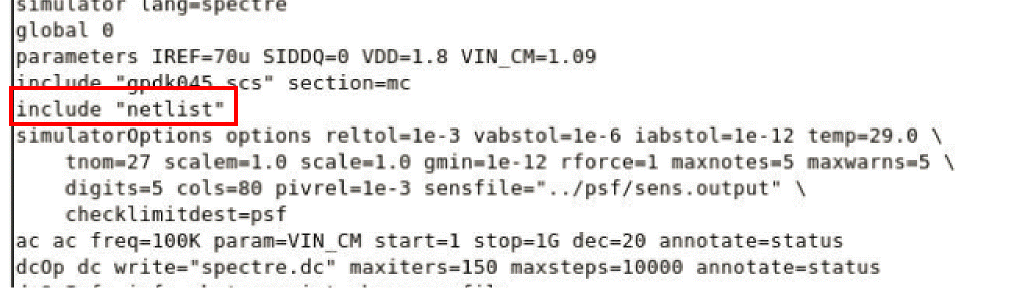 simulator lang=spectre
global 0
parameters IREF=70u SIDDQ=0 VDD=1.8 VIN_CM=1.09
include "gpdk045.scs" section=mc
include "netlist"
simulatorOptions options reltol=1e-3 vabstol=1e-6 iabstol=1e-12 temp=29.0 \
tnom=27 scalem=1.0 scale=1.0 gmin=1e-12 rforce=1 maxnotes=5 maxwarns=5 \
digits=5 cols=80 pivrel=1e-3 sensfile="../psf/sens.output" \
checklimitdest=psf
ac ac freq=100K param=VIN_CM start=1 stop=1G dec=20 annotate=status
dcOp dc write="spectre.dc" maxiters=150 maxsteps=10000 annotate=status